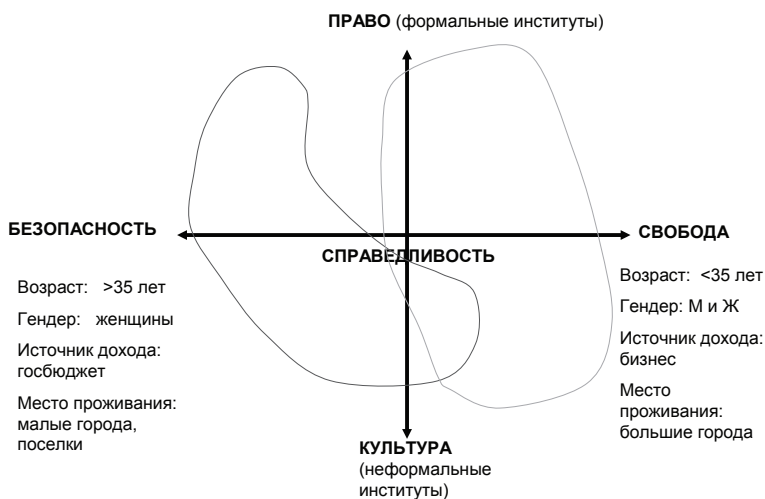 ПРАВО (формальные институты)
БЕЗОПАСНОСТЬ
СВОБОДА
СПРАВЕДЛИВОСТЬ
Возраст: >35 лет
Гендер: женщины
Источник дохода:
госбюджет
Место проживания:
малые города,
поселки
Возраст: <35 лет
Гендер: М и Ж
Источник дохода:
бизнес
Место
проживания:
большие города
КУЛЬТУРА
(неформальные
институты)